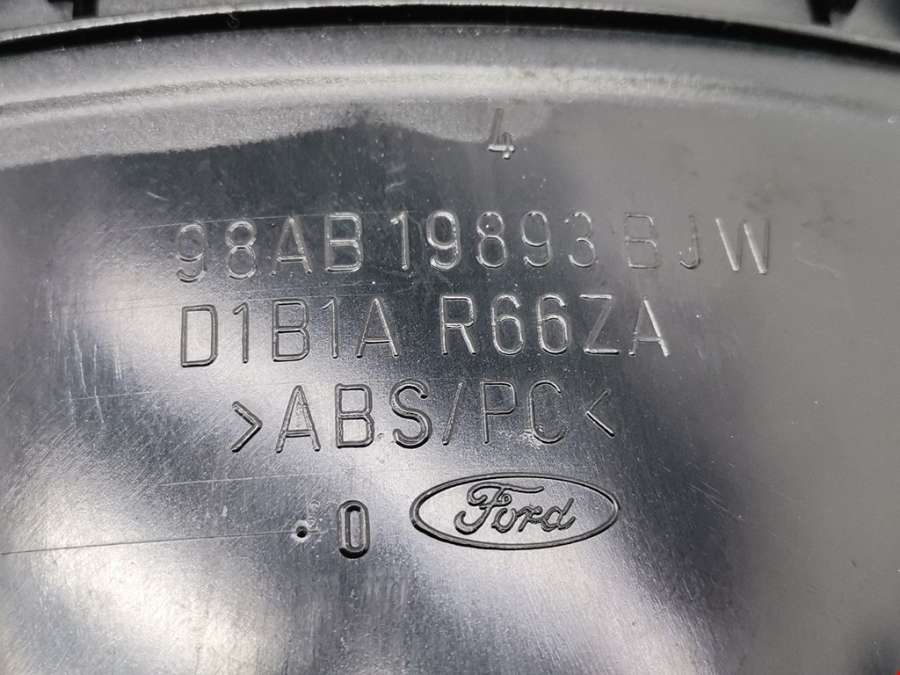 4
98AB 19893 BJW
D1B1A R66ZA
>ABS/PC<
0 Ford